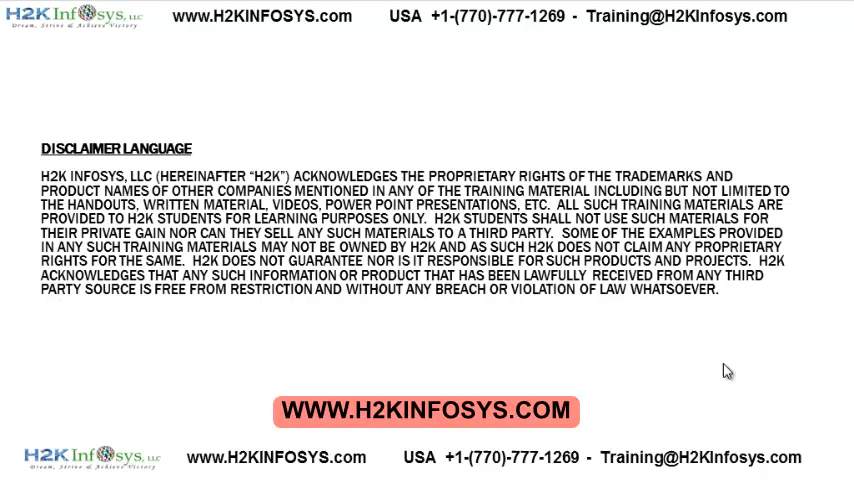 H2K Infosys, LLC www.H2KINFOSYS.com USA +1-(770)-777-1269 - Training@H2KInfosys.com
Dream, Strive & Achieve Victory
DISCLAIMER LANGUAGE
H2K INFOSYS, LLC (HEREINAFTER “H2K”) ACKNOWLEDGES THE PROPRIETARY RIGHTS OF THE TRADEMARKS AND
PRODUCT NAMES OF OTHER COMPANIES MENTIONED IN ANY OF THE TRAINING MATERIAL INCLUDING BUT NOT LIMITED TO
THE HANDOUTS, WRITTEN MATERIAL, VIDEOS, POWER POINT PRESENTATIONS, ETC. ALL SUCH TRAINING MATERIALS ARE
PROVIDED TO H2K STUDENTS FOR LEARNING PURPOSES ONLY. H2K STUDENTS SHALL NOT USE SUCH MATERIALS FOR
THEIR PRIVATE GAIN NOR CAN THEY SELL ANY SUCH MATERIALS TO A THIRD PARTY. SOME OF THE EXAMPLES PROVIDED
IN ANY SUCH TRAINING MATERIALS MAY NOT BE OWNED BY H2K AND AS SUCH H2K DOES NOT CLAIM ANY PROPRIETARY
RIGHTS FOR THE SAME. H2K DOES NOT GUARANTEE NOR IS IT RESPONSIBLE FOR SUCH PRODUCTS AND PROJECTS. H2K
ACKNOWLEDGES THAT ANY SUCH INFORMATION OR PRODUCT THAT HAS BEEN LAWFULLY RECEIVED FROM ANY THIRD
PARTY SOURCE IS FREE FROM RESTRICTION AND WITHOUT ANY BREACH OR VIOLATION OF LAW WHATSOEVER.
WWW.H2KINFOSYS.COM
H2K Infosys, LLC www.H2KINFOSYS.com USA +1-(770)-777-1269 - Training@H2KInfosys.com
Dream, Strive & Achieve Victory